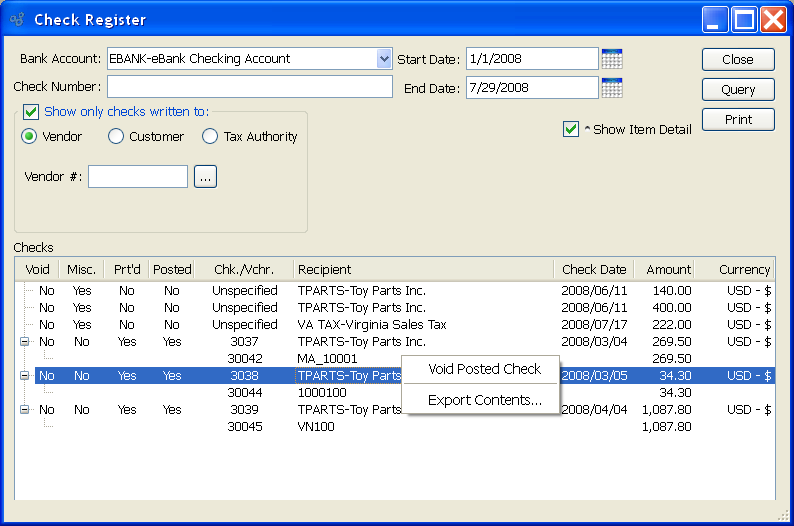 Check Register
Bank Account: EBANK-eBank Checking Account Start Date: 1/1/2008 Close
Check Number: End Date: 7/29/2008 Query
Show only checks written to: Print
Vendor Customer Tax Authority ^ Show Item Detail
Vendor #: ...
Checks
Void Misc. Prt'd Posted Chk./Vchr. Recipient Check Date Amount Currency
No Yes No No Unspecified TPARTS-Toy Parts Inc. 2008/06/11 140.00 USD - $
No Yes No No Unspecified TPARTS-Toy Parts Inc. 2008/06/11 400.00 USD - $
No Yes No No Unspecified VA TAX-Virginia Sales Tax 2008/07/17 222.00 USD - $
No No Yes Yes 3037 TPARTS-Toy Parts Inc. 2008/03/04 269.50 USD - $
30042 MA_10001 269.50
No No Yes Yes 3038 TPARTS-Toy Parts 2008/03/05 34.30 USD - $
30044 1000100 34.30
No No Yes Yes 3039 TPARTS-Toy Parts 2008/04/04 1,087.80 USD - $
30045 VN100 1,087.80
Void Posted Check
Export Contents...